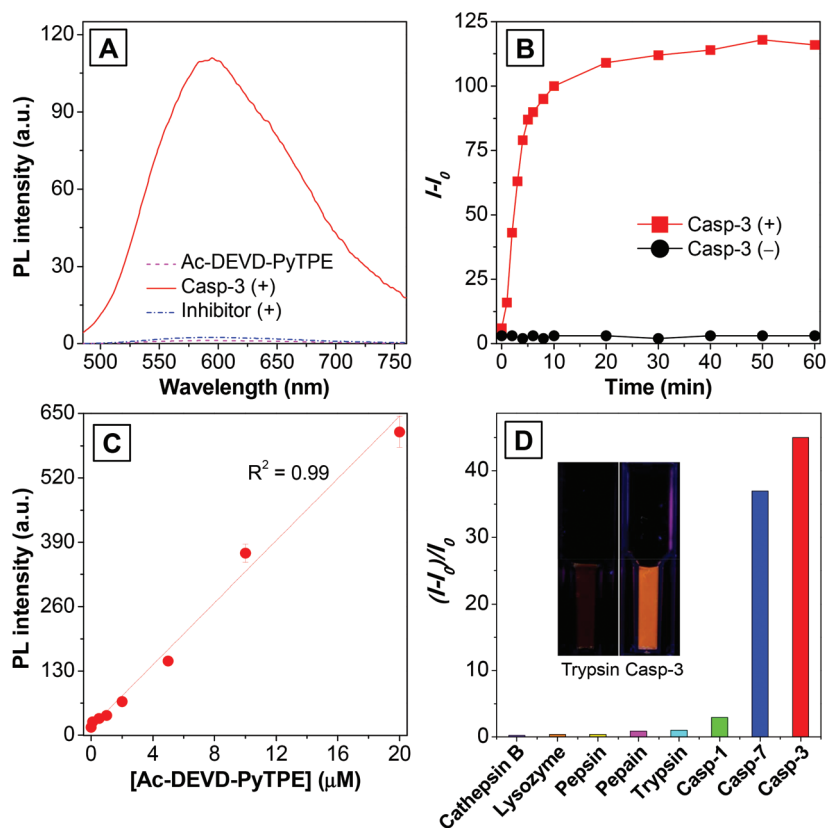 A
PL intensity (a.u.)
120
90
60
30
0
500
550
600
650
700
750
Wavelength (nm)
Ac-DEVD-PyTPE
Casp-3 (+)
Inhibitor (+)
B
I-I0
125
100
75
50
25
0
0
10
20
30
40
50
60
Time (min)
Casp-3 (+)
Casp-3 (–)
C
PL intensity (a.u.)
650
520
390
260
130
0
0
4
8
12
16
20
[Ac-DEVD-PyTPE] (μM)
R2 = 0.99
D
(I-I0)/I0
40
30
20
10
0
Trypsin Casp-3
Cathepsin B
Lysozyme
Pepsin
Pepain
Trypsin
Casp-1
Casp-7
Casp-3